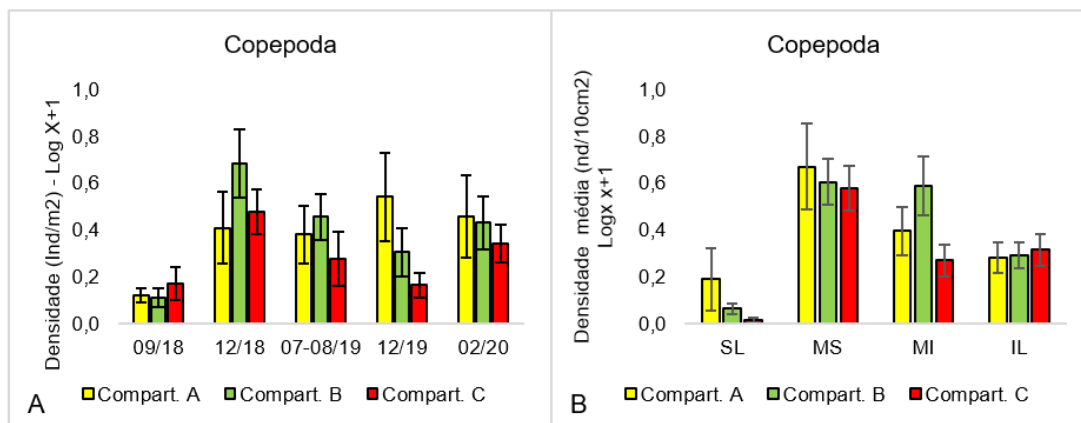 Copepoda
Densidade (Ind/m2) - Log X+1
1,0
0,8
0,6
0,4
0,2
0,0
09/18 12/18 07-08/19 12/19 02/20
Compart. A Compart. B Compart. C
A
Copepoda
Densidade média (nd/10cm2)
Logx x+1
1,0
0,8
0,6
0,4
0,2
0,0
SL MS MI IL
Compart. A Compart. B Compart. C
B